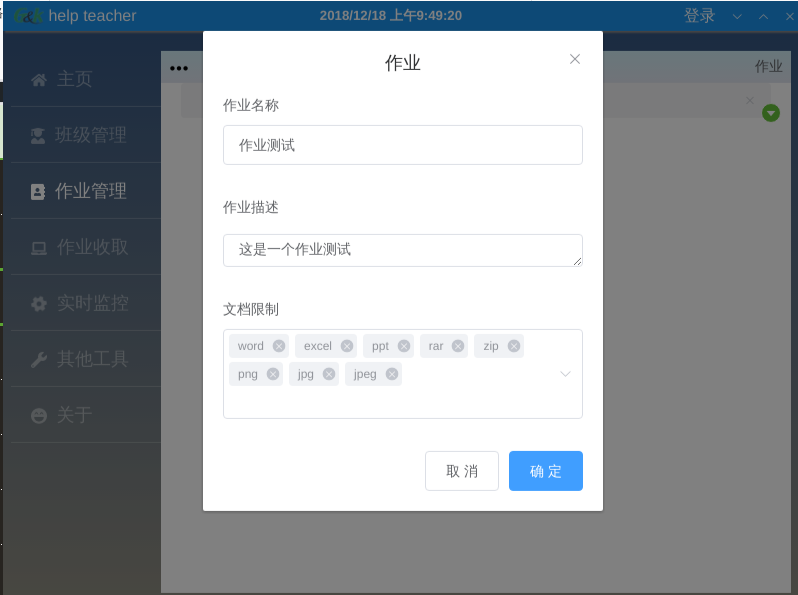 help teacher
2018/12/18 上午9:49:20
登录
主页
班级管理
作业管理
作业收取
实时监控
其他工具
关于
•••
作业
作业
作业名称
作业测试
作业描述
这是一个作业测试
文档限制
word excel ppt rar zip
png jpg jpeg
取 消 确 定